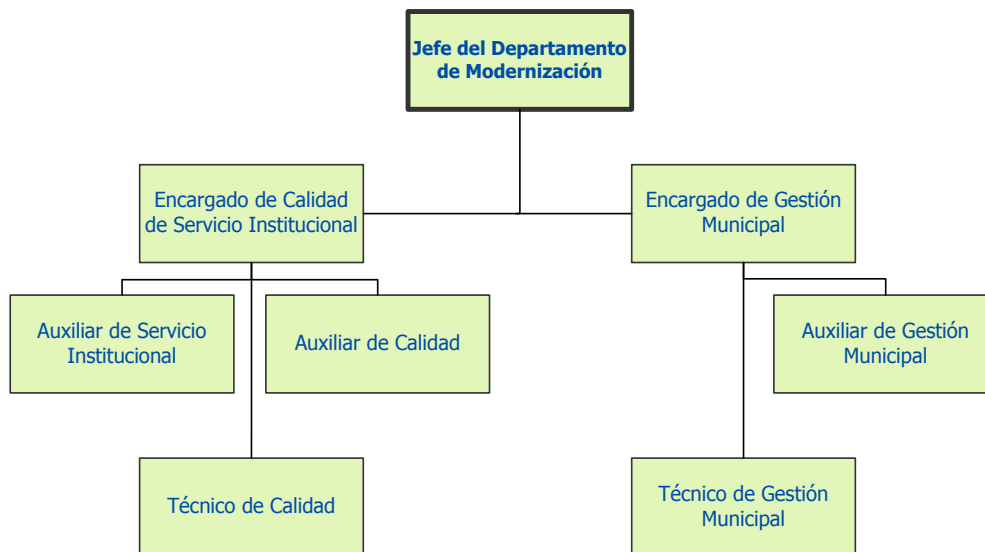 Jefe del Departamento
de Modernización
Encargado de Calidad
de Servicio Institucional
Encargado de Gestión
Municipal
Auxiliar de Servicio
Institucional
Auxiliar de Calidad
Auxiliar de Gestión
Municipal
Técnico de Calidad
Técnico de Gestión
Municipal